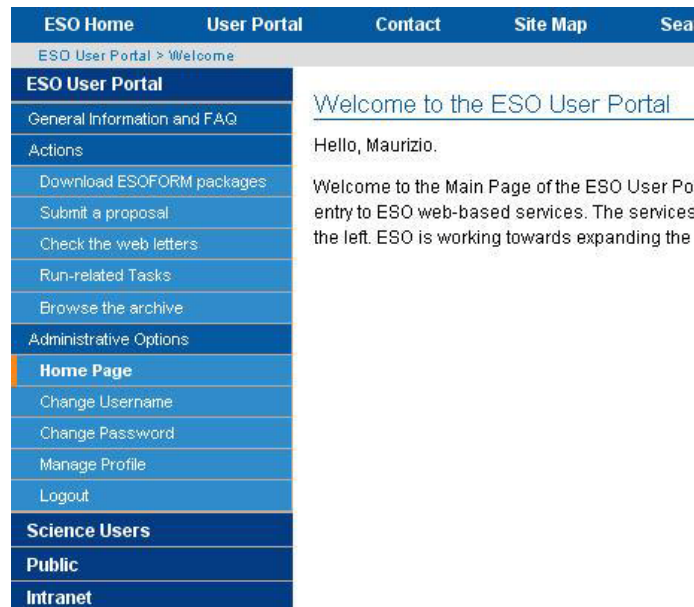 ESO Home User Portal Contact Site Map Sea
ESO User Portal > Welcome
ESO User Portal
General Information and FAQ
Actions
Download ESOFORM packages
Submit a proposal
Check the web letters
Run-related Tasks
Browse the archive
Administrative Options
Home Page
Change Username
Change Password
Manage Profile
Logout
Science Users
Public
Intranet
Welcome to the ESO User Portal
Hello, Maurizio.
Welcome to the Main Page of the ESO User Po
entry to ESO web-based services. The services
the left. ESO is working towards expanding the